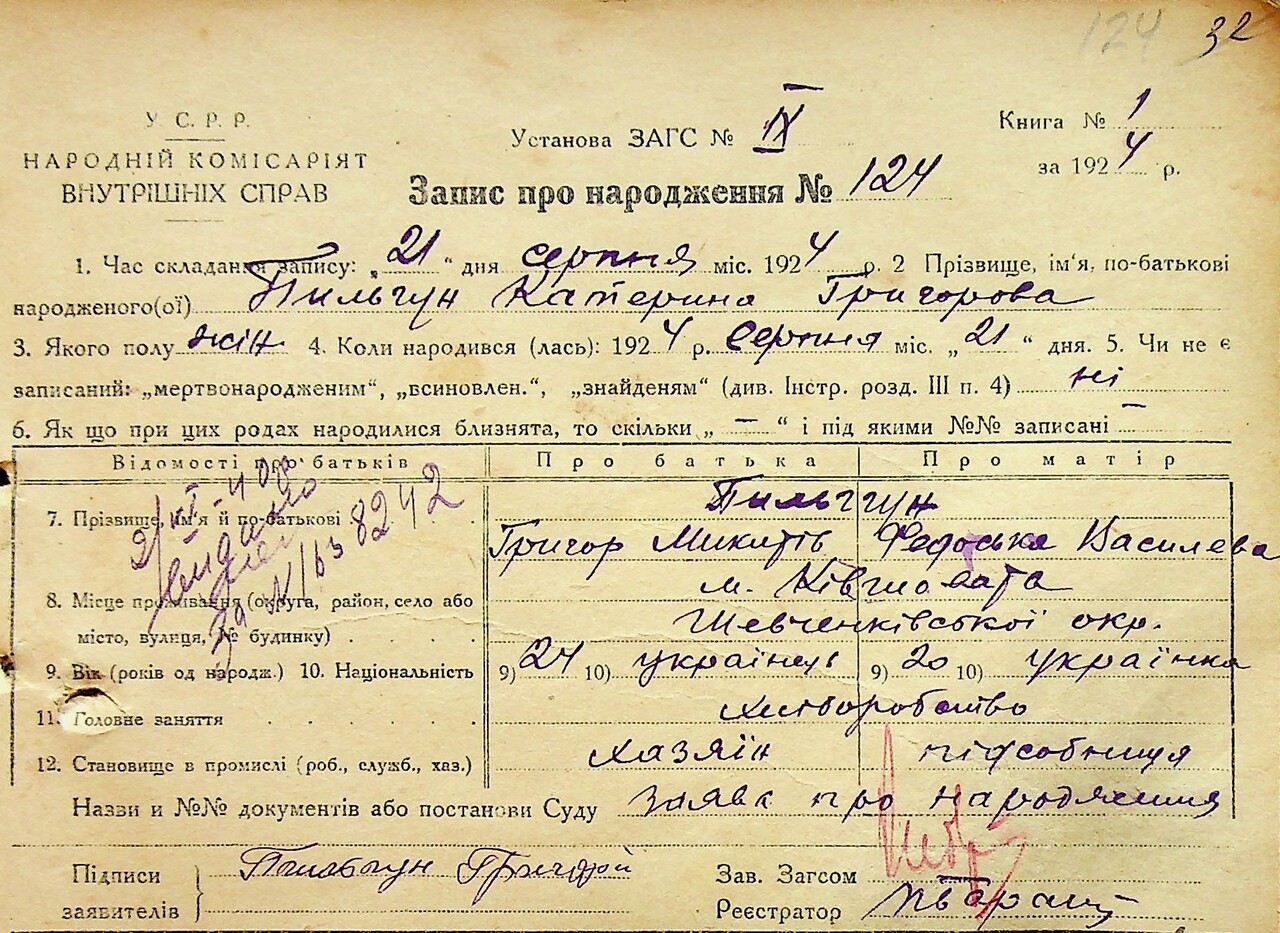 124 32
У. С. Р. Р.
НАРОДНІЙ КОМІСАРІЯТ
ВНУТРІШНІХ СПРАВ
Установа ЗАГС № IX
Книга № 1
за 1924 р.
Запис про народження № 124
1. Час складання запису: „21“ дня серпня міс. 1924 р. 2 Прізвище, ім'я, по-батькові
народженого(ої) Пильгун Катерина Григорова
3. Якого полу жін 4. Коли народився (лась): 1924 р. Серпня міс. „21“ дня. 5. Чи не є
записаний: „мертвонародженим“, „всиновлен.“, „знайденям“ (див. Інстр. розд. III п. 4) ні
6. Як що при цих родах народилися близнята, то скільки „—“ і під якими №№ записані —
Відомості про батьків Про батька Про матір
7. Прізвище, ім'я й по-батькові Пильгун
Григор Микитів Федоська Василева
8. Місце проживання (округа, район, село або
місто, вулиця, № будинку)
м.
Шевченківської окр.
9. Вік (років од народж.) 10. Національність 9) 24 10) українець 9) 20 10) українка
11. Головне заняття хліборобство
12. Становище в промислі (роб., служб., хаз.) хазяїн підсобниця
8242
Назви и №№ документів або постанови Суду заява про народження
Підписи
заявителів
Пильгун Григорій
Зав. Загсом
Реєстратор